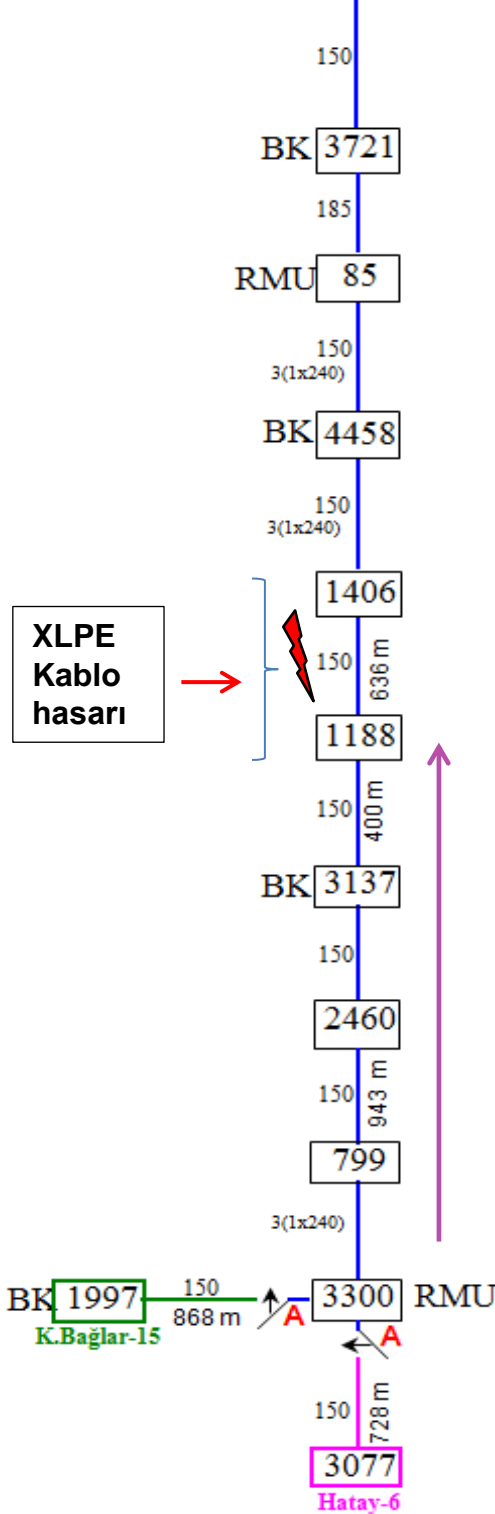 150
BK 3721
185
RMU 85
150
3(1x240)
BK 4458
150
3(1x240)
1406
XLPE
Kablo
hasarı
150 636 m
1188
150 400 m
BK 3137
150
2460
150 943 m
799
3(1x240)
BK 1997 150 868 m A 3300 RMU
K.Bağlar-15
A
150 728 m
3077
Hatay-6